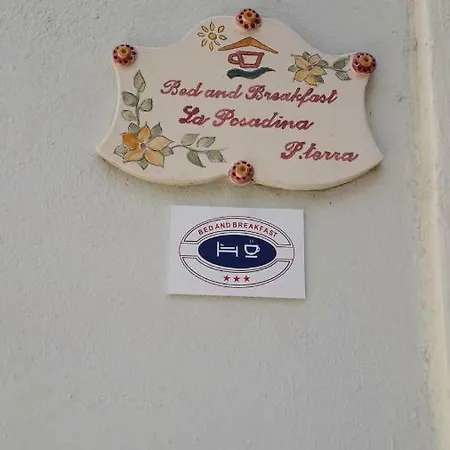 Bed and Breakfast
La Posadina
P.terra
BED AND BREAKFAST